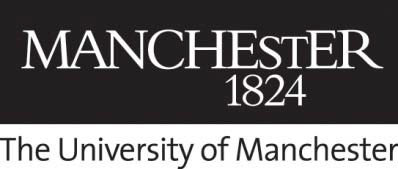 MANCHEsTER
1824
The University of Manchester